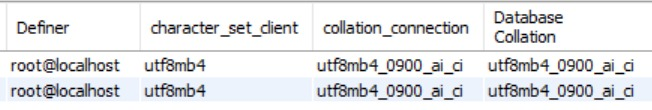 Definer character_set_client collation_connection Database Collation
root@localhost utf8mb4 utf8mb4_0900_ai_ci utf8mb4_0900_ai_ci
root@localhost utf8mb4 utf8mb4_0900_ai_ci utf8mb4_0900_ai_ci